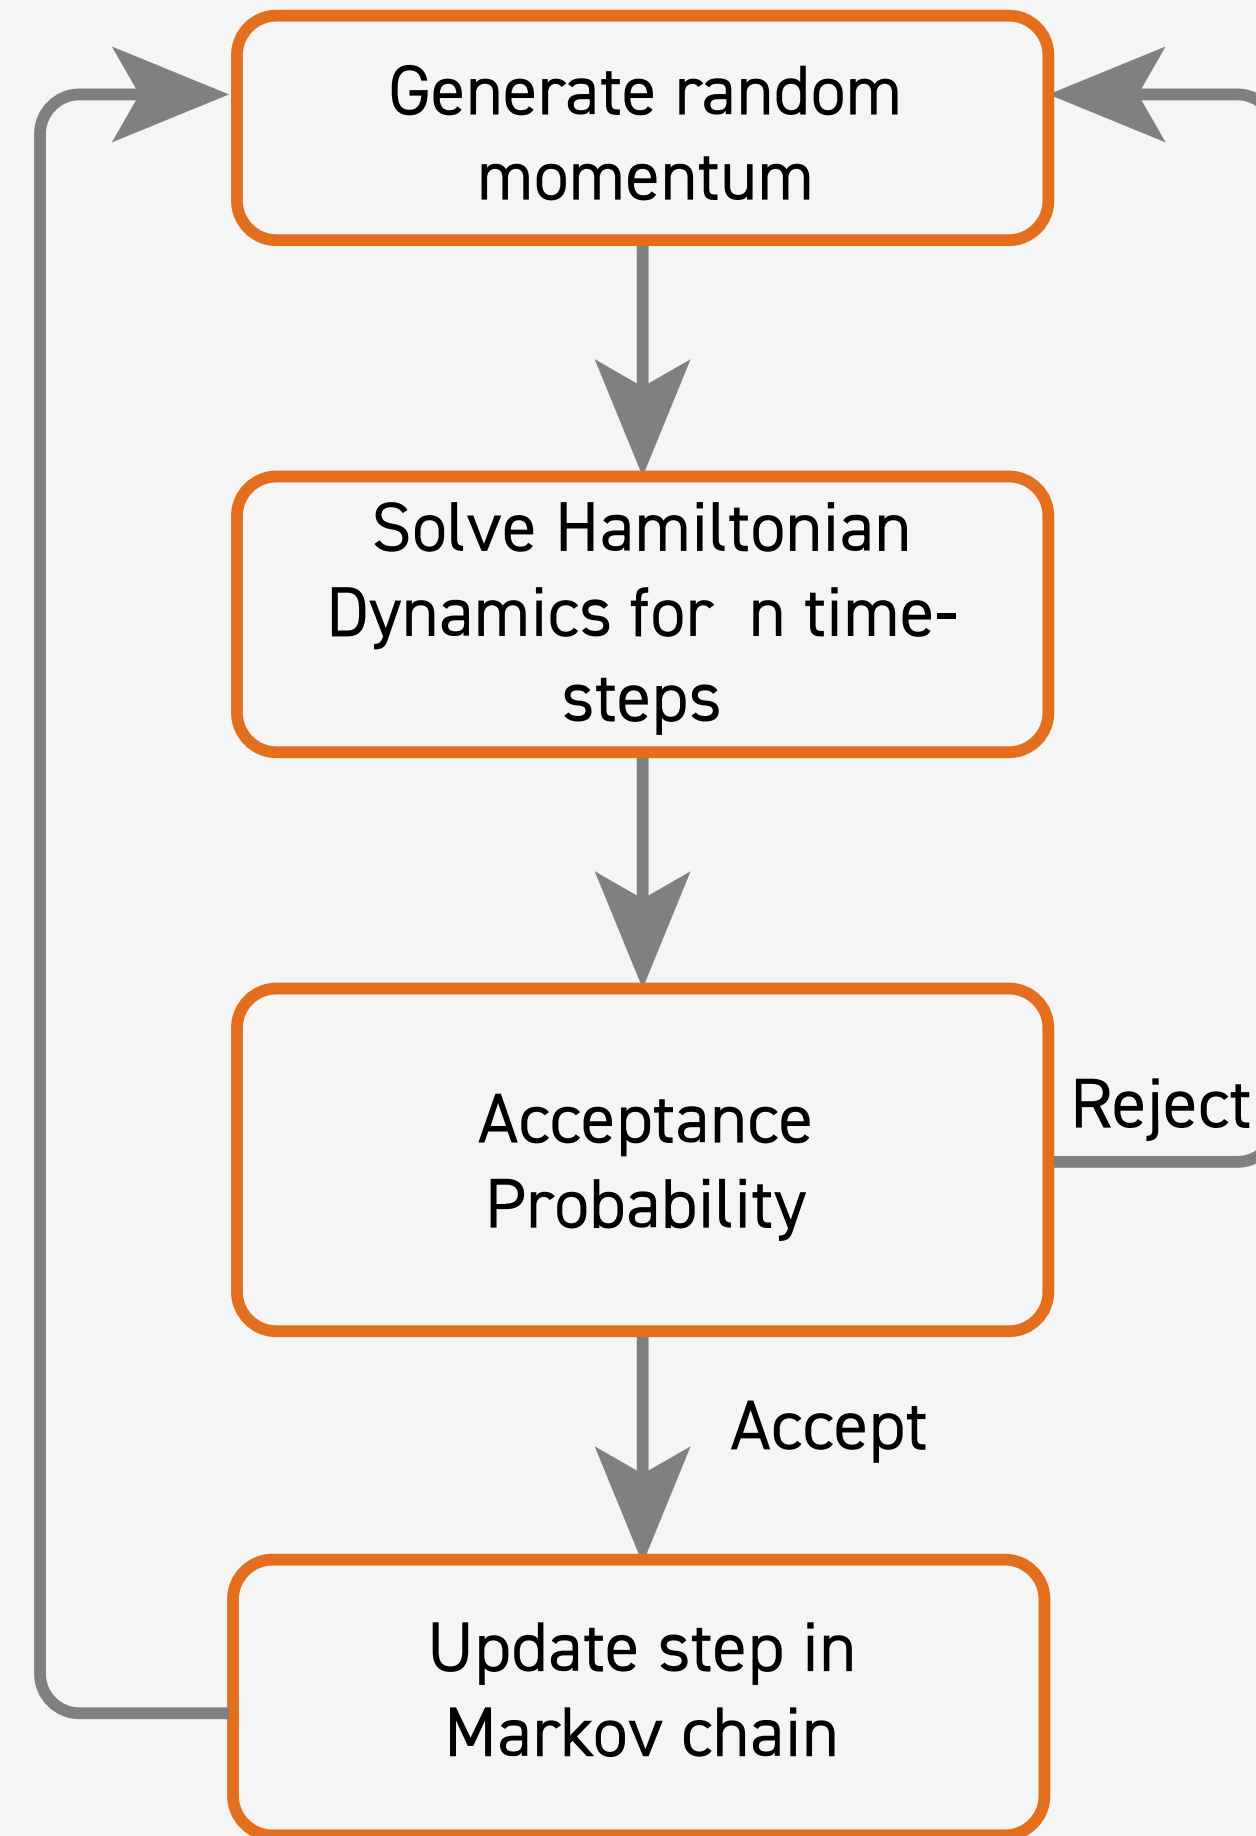 Generate random
momentum
Solve Hamiltonian
Dynamics for  n time-
steps
Acceptance
Probability
Reject
Accept
Update step in
Markov chain